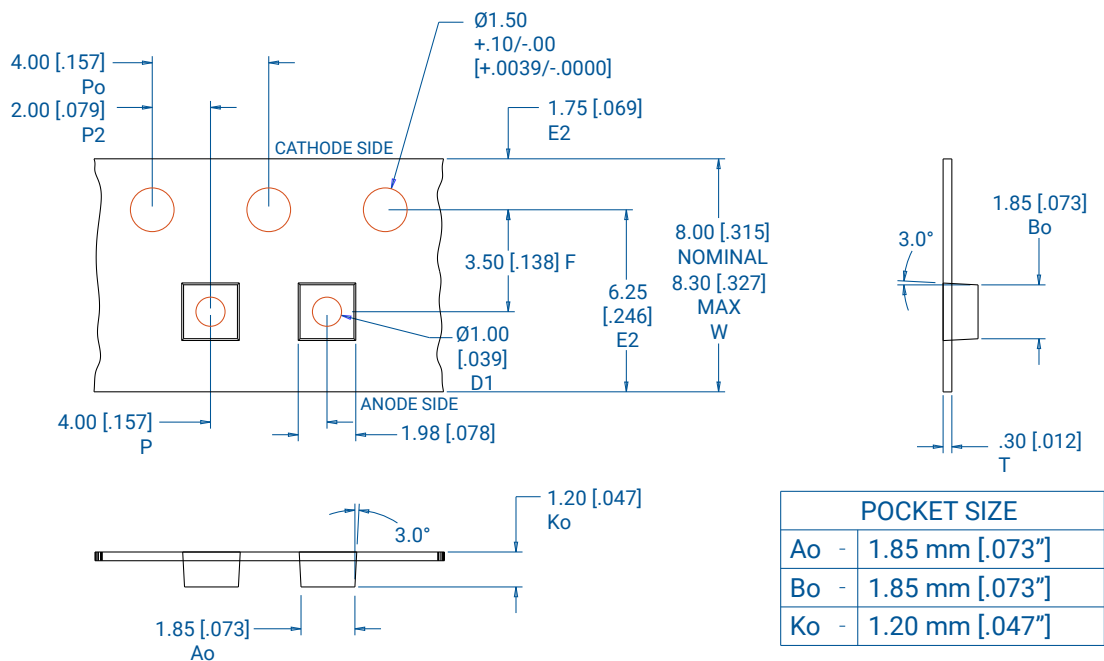 4.00 [.157]
Po
2.00 [.079]
P2
Ø1.50
+.10/-.00
[+.0039/-.0000]
1.75 [.069]
E2
CATHODE SIDE
3.50 [.138] F
8.00 [.315]
NOMINAL
8.30 [.327]
MAX
W
6.25
[.246]
E2
Ø1.00
[.039]
D1
ANODE SIDE
4.00 [.157]
P
1.98 [.078]
1.85 [.073]
Bo
3.0°
.30 [.012]
T
1.20 [.047]
Ko
3.0°
1.85 [.073]
Ao
POCKET SIZE
Ao - 1.85 mm [.073”]
Bo - 1.85 mm [.073”]
Ko - 1.20 mm [.047”]